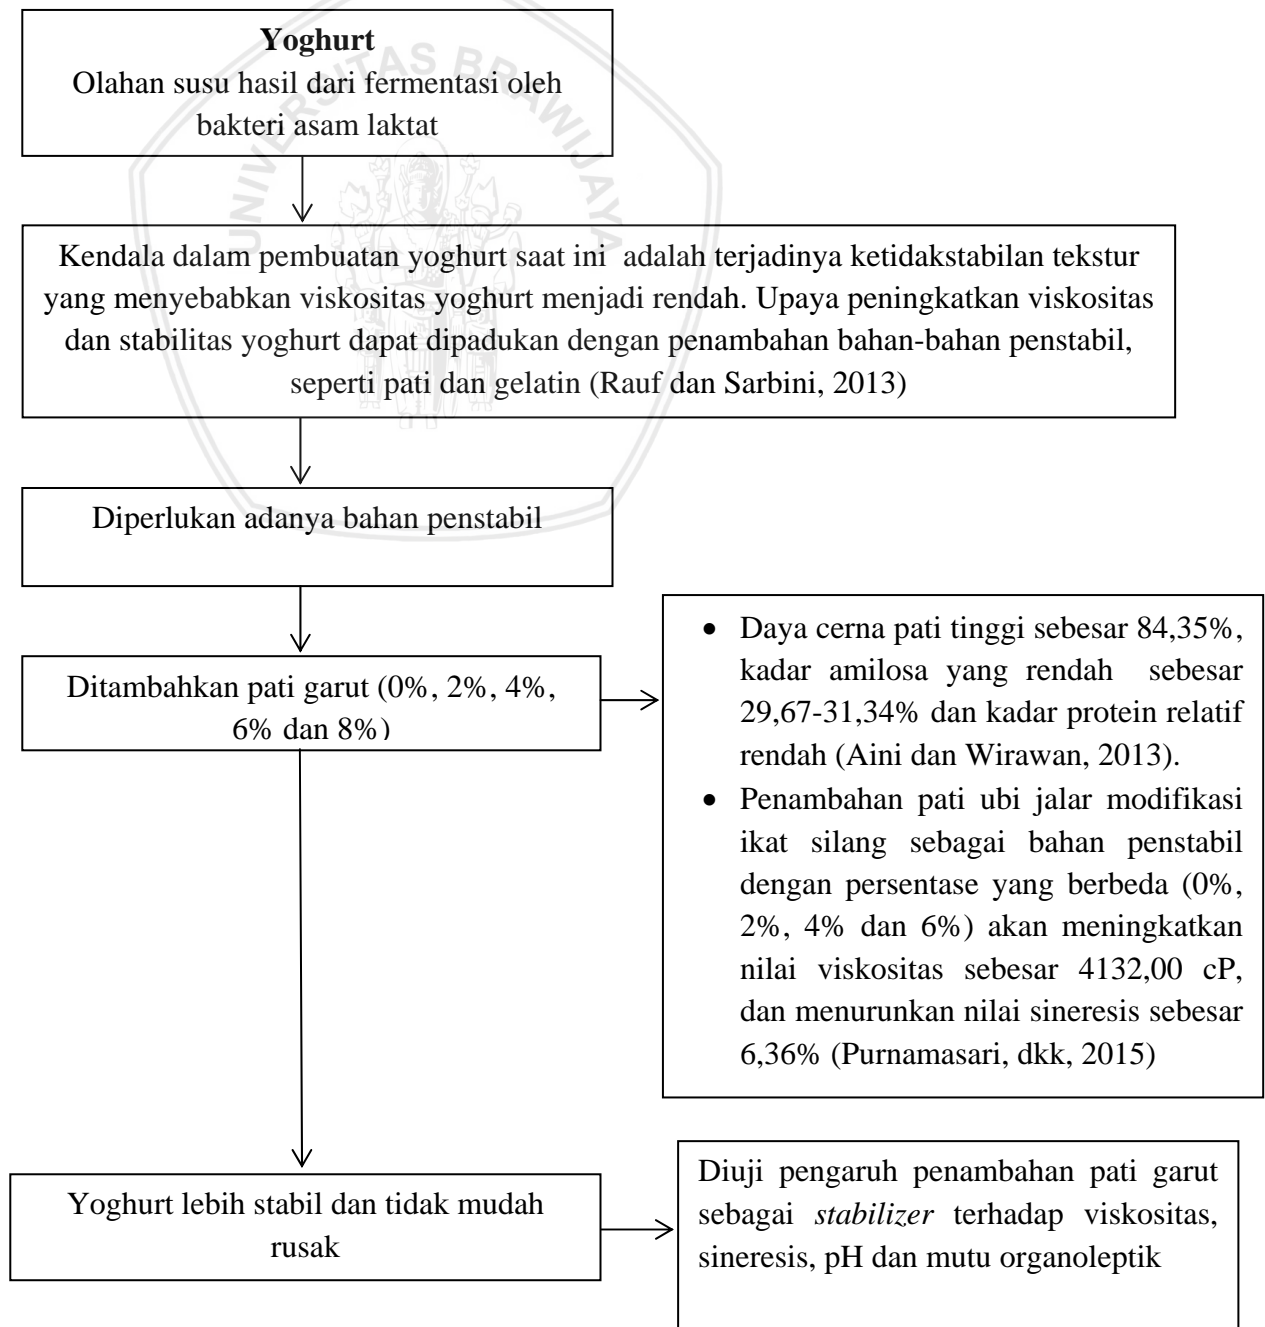 Yoghurt
Olahan susu hasil dari fermentasi oleh
bakteri asam laktat
UNIVERSITAS BRAWIJAYA
Kendala dalam pembuatan yoghurt saat ini adalah terjadinya ketidakstabilan tekstur
yang menyebabkan viskositas yoghurt menjadi rendah. Upaya peningkatkan viskositas
dan stabilitas yoghurt dapat dipadukan dengan penambahan bahan-bahan penstabil,
seperti pati dan gelatin (Rauf dan Sarbini, 2013)
Diperlukan adanya bahan penstabil
Ditambahkan pati garut (0%, 2%, 4%,
6% dan 8%)
• Daya cerna pati tinggi sebesar 84,35%,
kadar amilosa yang rendah sebesar
29,67-31,34% dan kadar protein relatif
rendah (Aini dan Wirawan, 2013).
• Penambahan pati ubi jalar modifikasi
ikat silang sebagai bahan penstabil
dengan persentase yang berbeda (0%,
2%, 4% dan 6%) akan meningkatkan
nilai viskositas sebesar 4132,00 cP,
dan menurunkan nilai sineresis sebesar
6,36% (Purnamasari, dkk, 2015)
Yoghurt lebih stabil dan tidak mudah
rusak
Diuji pengaruh penambahan pati garut
sebagai stabilizer terhadap viskositas,
sineresis, pH dan mutu organoleptik